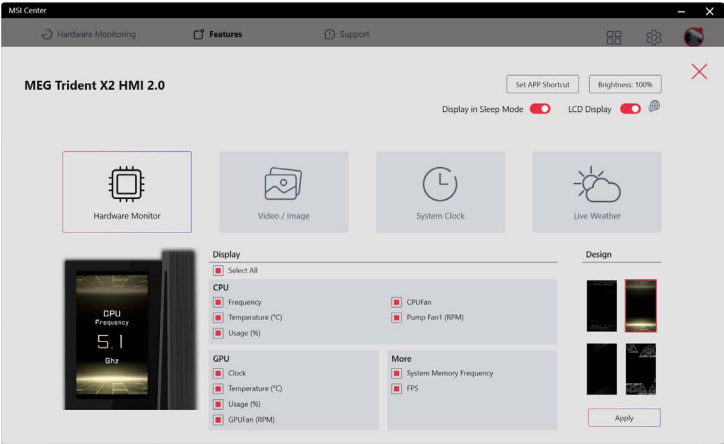 MSI Center
Hardware Monitoring
Features
Support
MEG Trident X2 HMI 2.0
Set APP Shortcut
Brightness: 100%
Display in Sleep Mode
LCD Display
Hardware Monitor
Video / Image
System Clock
Live Weather
CPU
Frequency
5.1
Ghz
Display
Select All
CPU
Frequency
CPUFan
Temperature (°C)
Pump Fan1 (RPM)
Usage (%)
GPU
Clock
Temperature (°C)
Usage (%)
GPUFan (RPM)
More
System Memory Frequency
FPS
Design
Apply